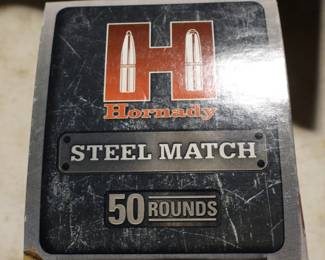 H
Hornady
STEEL MATCH
50 ROUNDS